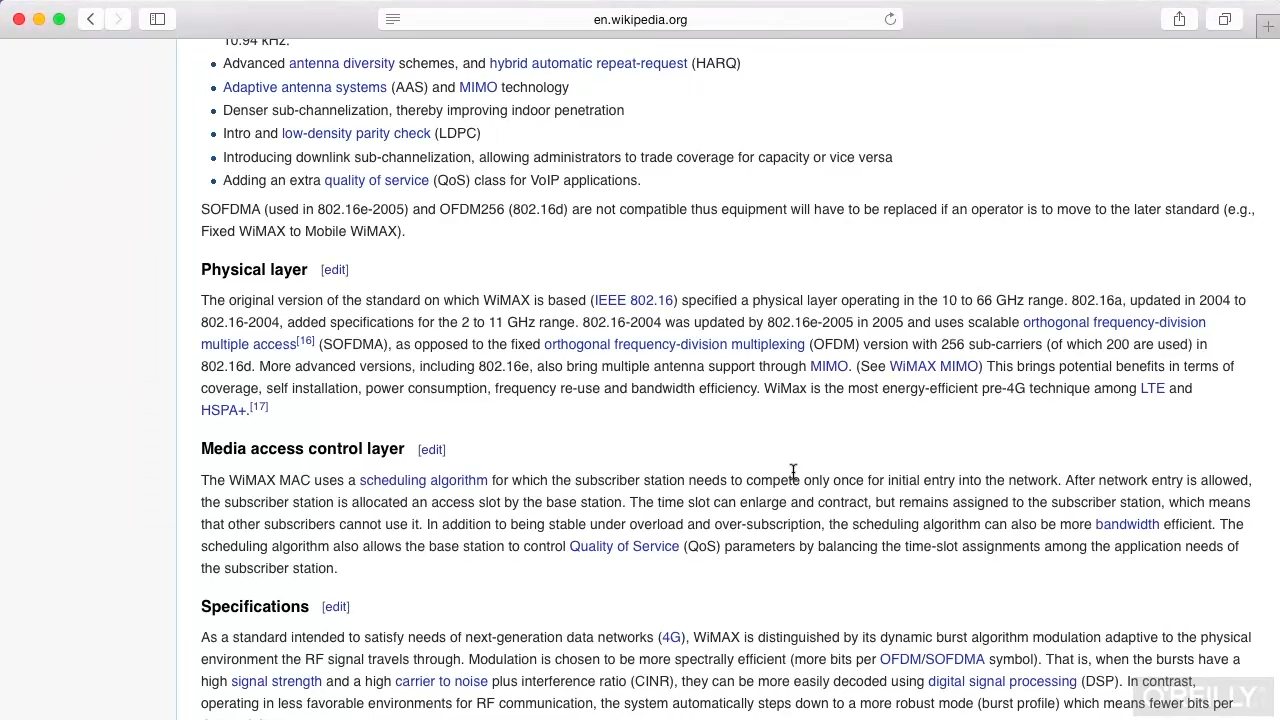 en.wikipedia.org
10.94 kHz.
Advanced antenna diversity schemes, and hybrid automatic repeat-request (HARQ)
Adaptive antenna systems (AAS) and MIMO technology
Denser sub-channelization, thereby improving indoor penetration
Intro and low-density parity check (LDPC)
Introducing downlink sub-channelization, allowing administrators to trade coverage for capacity or vice versa
Adding an extra quality of service (QoS) class for VoIP applications.
SOFDMA (used in 802.16e-2005) and OFDM256 (802.16d) are not compatible thus equipment will have to be replaced if an operator is to move to the later standard (e.g.,
Fixed WiMAX to Mobile WiMAX).
Physical layer [edit]
The original version of the standard on which WiMAX is based (IEEE 802.16) specified a physical layer operating in the 10 to 66 GHz range. 802.16a, updated in 2004 to
802.16-2004, added specifications for the 2 to 11 GHz range. 802.16-2004 was updated by 802.16e-2005 in 2005 and uses scalable orthogonal frequency-division
multiple access[16] (SOFDMA), as opposed to the fixed orthogonal frequency-division multiplexing (OFDM) version with 256 sub-carriers (of which 200 are used) in
802.16d. More advanced versions, including 802.16e, also bring multiple antenna support through MIMO. (See WiMAX MIMO) This brings potential benefits in terms of
coverage, self installation, power consumption, frequency re-use and bandwidth efficiency. WiMax is the most energy-efficient pre-4G technique among LTE and
HSPA+.[17]
Media access control layer [edit]
The WiMAX MAC uses a scheduling algorithm for which the subscriber station needs to compete only once for initial entry into the network. After network entry is allowed,
the subscriber station is allocated an access slot by the base station. The time slot can enlarge and contract, but remains assigned to the subscriber station, which means
that other subscribers cannot use it. In addition to being stable under overload and over-subscription, the scheduling algorithm can also be more bandwidth efficient. The
scheduling algorithm also allows the base station to control Quality of Service (QoS) parameters by balancing the time-slot assignments among the application needs of
the subscriber station.
Specifications [edit]
As a standard intended to satisfy needs of next-generation data networks (4G), WiMAX is distinguished by its dynamic burst algorithm modulation adaptive to the physical
environment the RF signal travels through. Modulation is chosen to be more spectrally efficient (more bits per OFDM/SOFDMA symbol). That is, when the bursts have a
high signal strength and a high carrier to noise plus interference ratio (CINR), they can be more easily decoded using digital signal processing (DSP). In contrast,
operating in less favorable environments for RF communication, the system automatically steps down to a more robust mode (burst profile) which means fewer bits per
O'REILLY